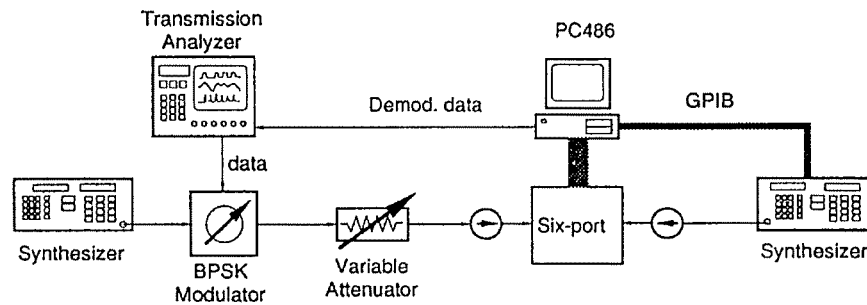 Transmission
Analyzer
PC486
Demod. data
GPIB
data
Synthesizer
BPSK
Modulator
Variable
Attenuator
Six-port
Synthesizer